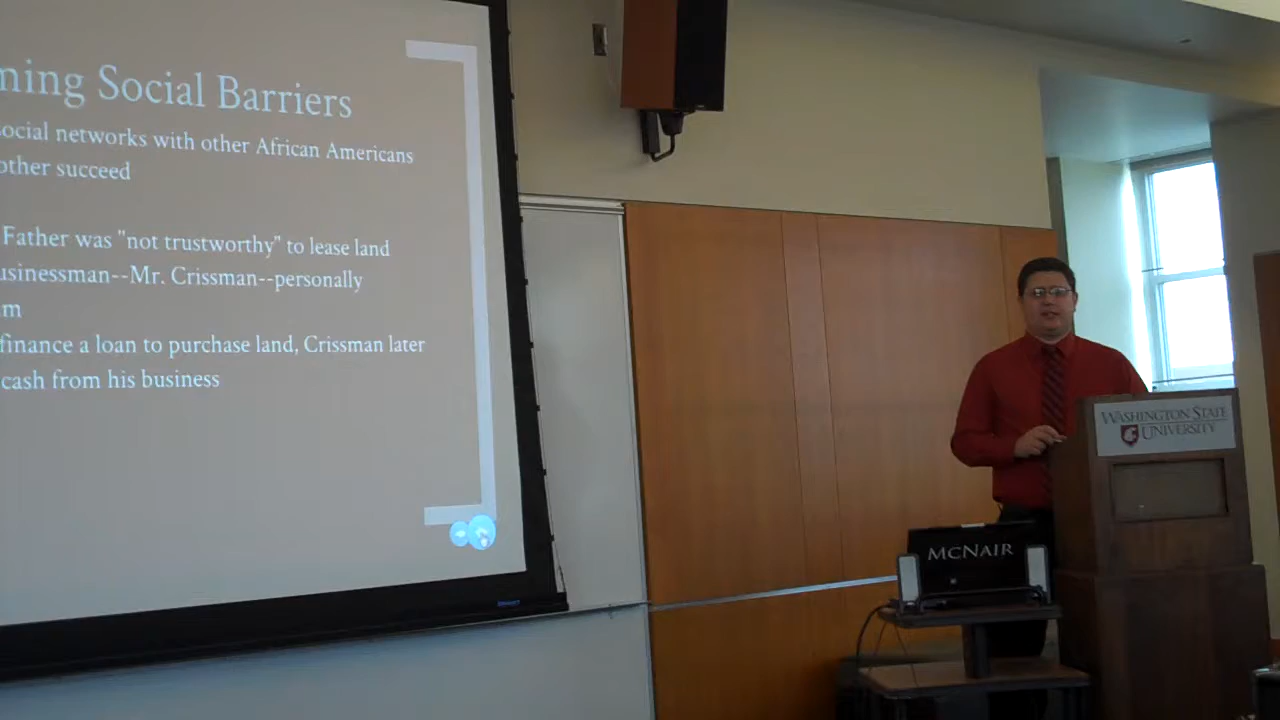 ming Social Barriers
social networks with other African Americans
other succeed
Father was "not trustworthy" to lease land
usinessman--Mr. Crissman--personally
m
finance a loan to purchase land, Crissman later
cash from his business
WASHINGTON STATE
UNIVERSITY
MCNAIR